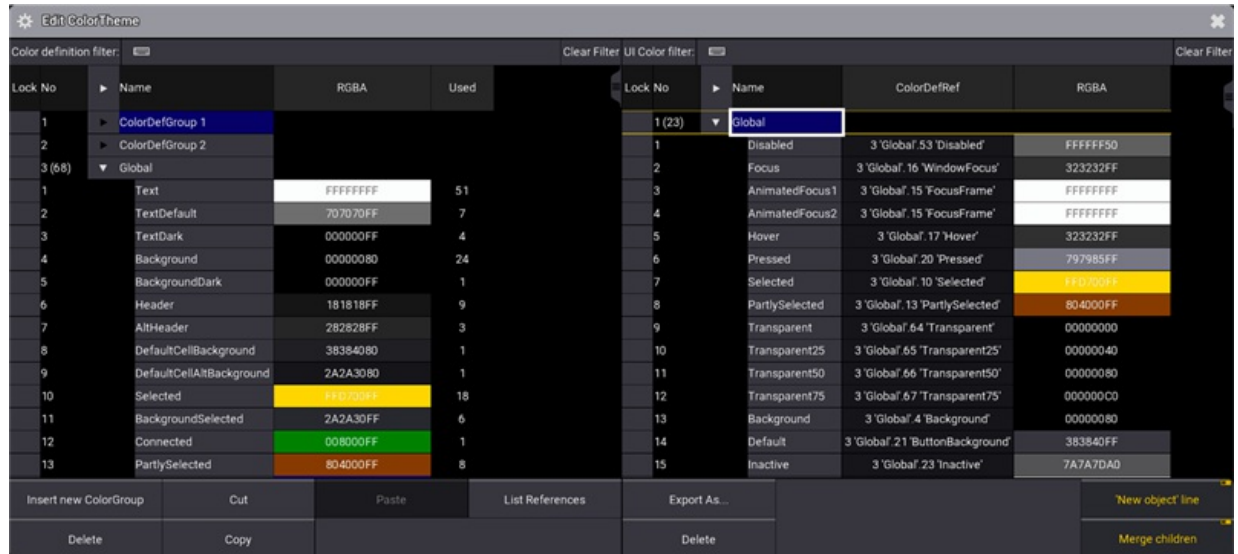 Edit ColorTheme
Color definition filter: Clear Filter UI Color filter: Clear Filter
Lock No Name RGBA Used Lock No Name ColorDefRef RGBA
1 ColorDefGroup 1 1 (23) Global
2 ColorDefGroup 2 1 Disabled 3 'Global'.53 'Disabled' FFFFFF50
3 (68) Global 2 Focus 3 'Global'.16 'WindowFocus' 323232FF
1 Text FFFFFFFF 51 3 AnimatedFocus1 3 'Global'.15 'FocusFrame' FFFFFFFF
2 TextDefault 707070FF 7 4 AnimatedFocus2 3 'Global'.15 'FocusFrame' FFFFFFFF
3 TextDark 000000FF 4 5 Hover 3 'Global'.17 'Hover' 323232FF
4 Background 00000080 24 6 Pressed 3 'Global'.20 'Pressed' 797985FF
5 BackgroundDark 000000FF 1 7 Selected 3 'Global'.10 'Selected' FFD700FF
6 Header 181818FF 9 8 PartlySelected 3 'Global'.13 'PartlySelected' 804000FF
7 AltHeader 282828FF 3 9 Transparent 3 'Global'.64 'Transparent' 00000000
8 DefaultCellBackground 38384080 1 10 Transparent25 3 'Global'.65 'Transparent25' 00000040
9 DefaultCellAltBackground 2A2A3080 1 11 Transparent50 3 'Global'.66 'Transparent50' 00000080
10 Selected FFD700FF 18 12 Transparent75 3 'Global'.67 'Transparent75' 000000C0
11 BackgroundSelected 2A2A30FF 6 13 Background 3 'Global'.4 'Background' 00000080
12 Connected 008000FF 1 14 Default 3 'Global'.21 'ButtonBackground' 383840FF
13 PartlySelected 804000FF 8 15 Inactive 3 'Global'.23 'Inactive' 7A7A7DA0
Insert new ColorGroup Cut Paste List References Export As... 'New object' line
Delete Copy Delete Merge children